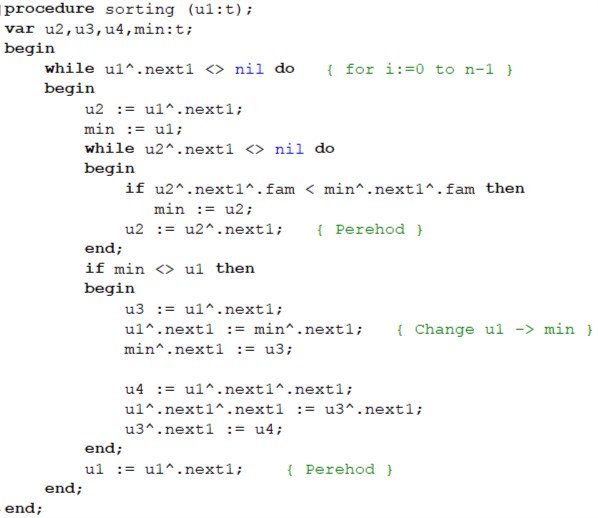 procedure sorting (u1:t);
var u2,u3,u4,min:t;
begin
    while u1^.next1 <> nil do   { for i:=0 to n-1 }
    begin
        u2 := u1^.next1;
        min := u1;
        while u2^.next1 <> nil do
        begin
            if u2^.next1^.fam < min^.next1^.fam then
               min := u2;
            u2 := u2^.next1;   { Perehod }
        end;
        if min <> u1 then
        begin
            u3 := u1^.next1;
            u1^.next1 := min^.next1;   { Change u1 -> min }
            min^.next1 := u3;

            u4 := u1^.next1^.next1;
            u1^.next1^.next1 := u3^.next1;
            u3^.next1 := u4;
        end;
        u1 := u1^.next1;    { Perehod }
    end;
end;